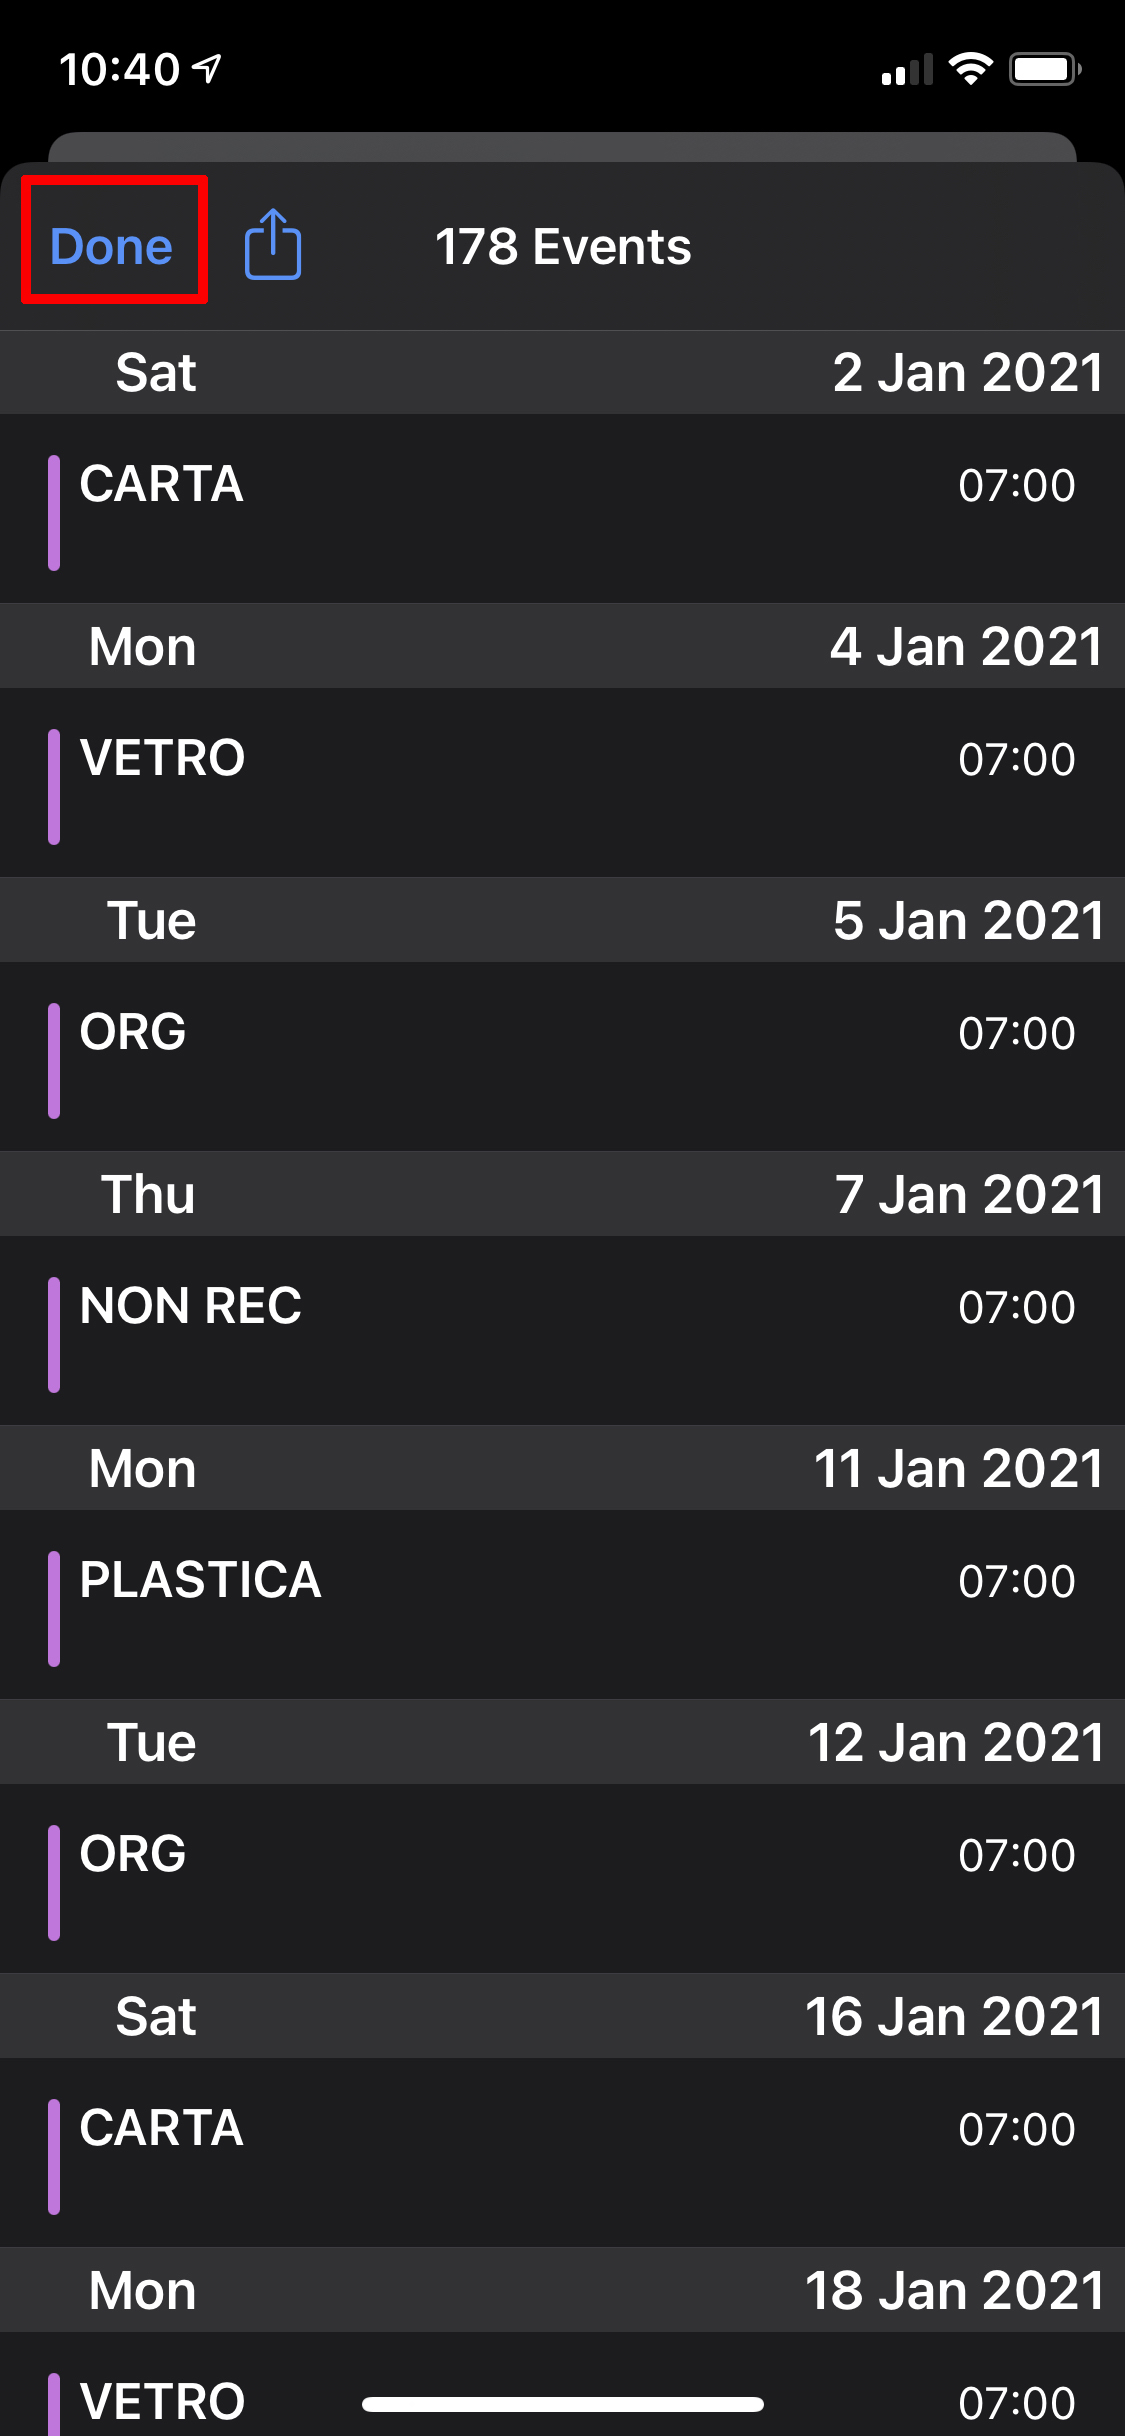 10:40
Done 178 Events
Sat 2 Jan 2021
CARTA 07:00
Mon 4 Jan 2021
VETRO 07:00
Tue 5 Jan 2021
ORG 07:00
Thu 7 Jan 2021
NON REC 07:00
Mon 11 Jan 2021
PLASTICA 07:00
Tue 12 Jan 2021
ORG 07:00
Sat 16 Jan 2021
CARTA 07:00
Mon 18 Jan 2021
VETRO 07:00